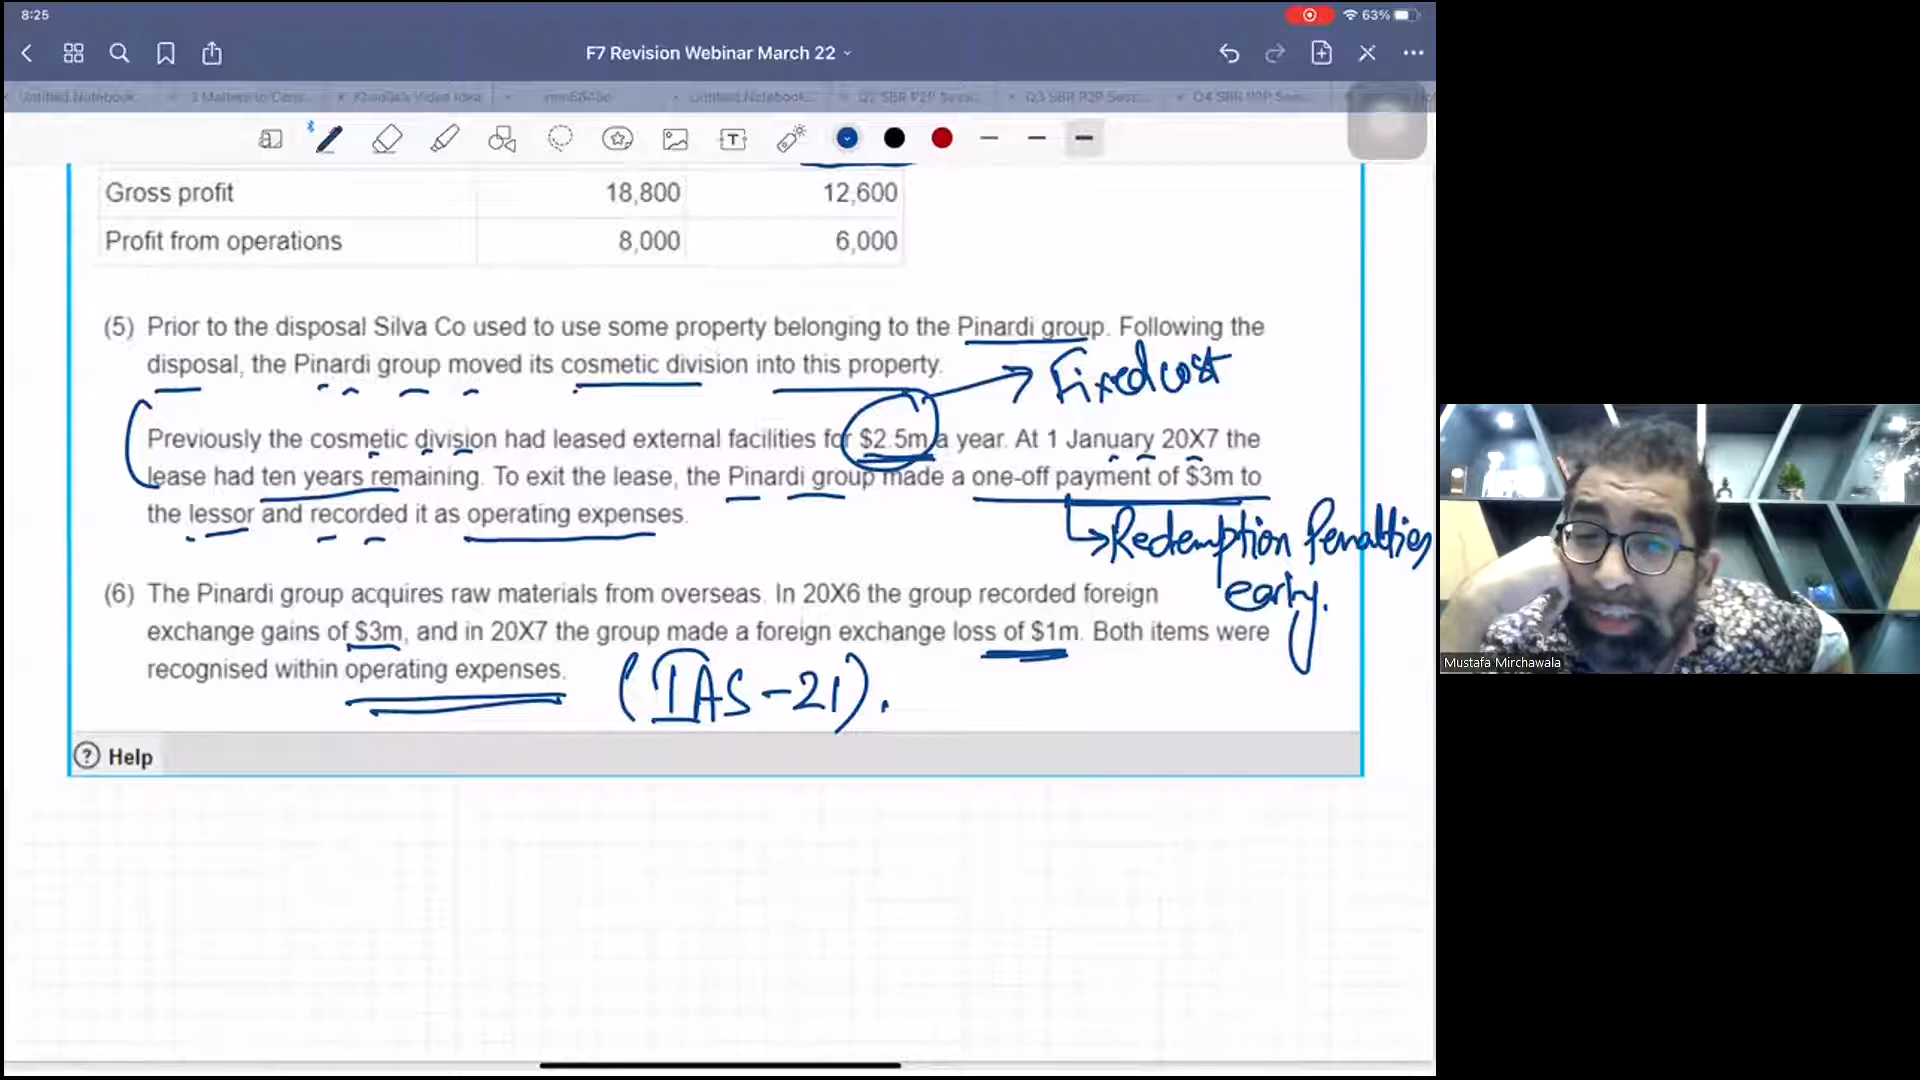 8:25
63%
F7 Revision Webinar March 22
Untitled Notebook
Gross profit 18,800 12,600
Profit from operations 8,000 6,000
(5) Prior to the disposal Silva Co used to use some property belonging to the Pinardi group. Following the
disposal, the Pinardi group moved its cosmetic division into this property.
Fixed cost
Previously the cosmetic division had leased external facilities for $2.5m a year. At 1 January 20X7 the
lease had ten years remaining. To exit the lease, the Pinardi group made a one-off payment of $3m to
the lessor and recorded it as operating expenses.
Redemption Penalties
early.
(6) The Pinardi group acquires raw materials from overseas. In 20X6 the group recorded foreign
exchange gains of $3m, and in 20X7 the group made a foreign exchange loss of $1m. Both items were
recognised within operating expenses.
(IAS-21).
? Help
Mustafa Mirchawala